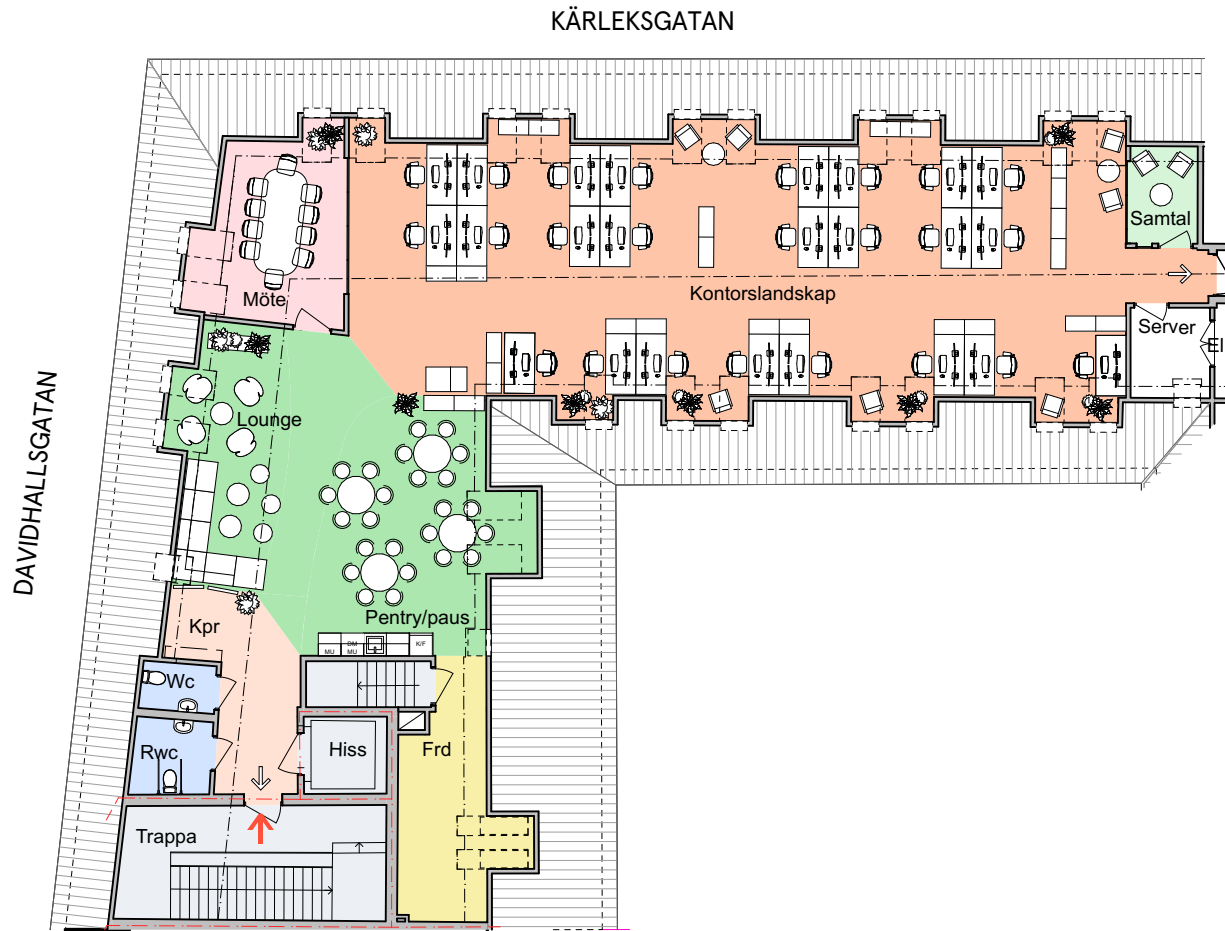 KÄRLEKSGATAN
Samtal
Möte
Kontorslandskap
Server
El
DAVIDHALLSGATAN
Lounge
Pentry/paus
Kpr
MU
DM
MU
K/F
Wc
Rwc
Hiss
Frd
Trappa